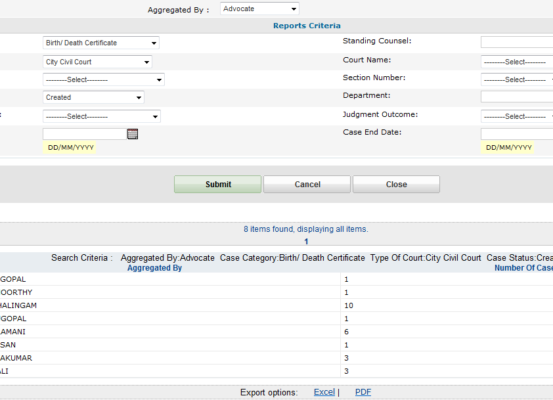 Aggregated By : Advocate
Reports Criteria
Birth/ Death Certificate Standing Counsel:
City Civil Court Court Name: --------Select--------
--------Select-------- Section Number: --------Select--------
Created Department:
: --------Select-------- Judgment Outcome: --------Select--------
Case End Date:
DD/MM/YYYY DD/MM/YYYY
Submit Cancel Close
8 items found, displaying all items.
1
Search Criteria : Aggregated By:Advocate Case Category:Birth/ Death Certificate Type Of Court:City Civil Court Case Status:Crea
Aggregated By Number Of Case
GOPAL 1
OORTHY 1
HALINGAM 10
GOPAL 1
AMANI 6
SAN 1
AKUMAR 3
ALI 3
Export options: Excel | PDF